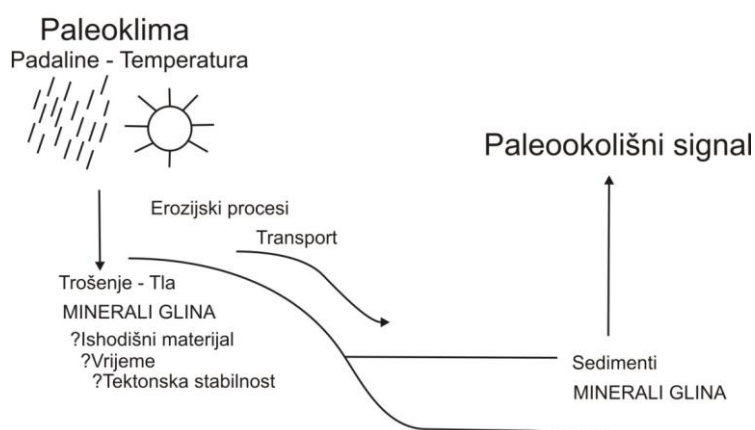 Paleoklima
Padaline - Temperatura
Paleookolišni signal
Erozijski procesi
Transport
Trošenje - Tla
MINERALI GLINA
?Ishodišni materijal
?Vrijeme
?Tektonska stabilnost
Sedimenti
MINERALI GLINA